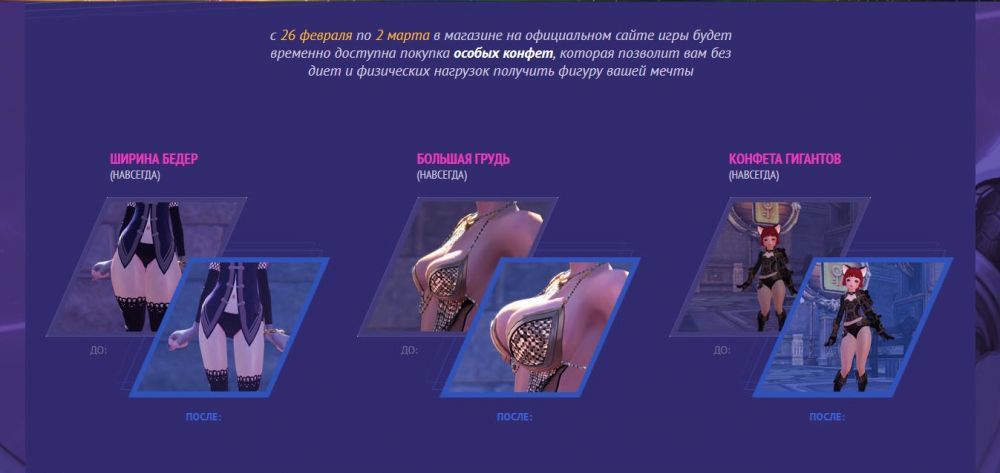 с 26 февраля по 2 марта в магазине на официальном сайте игры будет
временно доступна покупка особых конфет, которая позволит вам без
диет и физических нагрузок получить фигуру вашей мечты
ШИРИНА БЕДЕР
(НАВСЕГДА)
ДО:
ПОСЛЕ:
БОЛЬШАЯ ГРУДЬ
(НАВСЕГДА)
ДО:
ПОСЛЕ:
КОНФЕТА ГИГАНТОВ
(НАВСЕГДА)
ДО:
ПОСЛЕ: